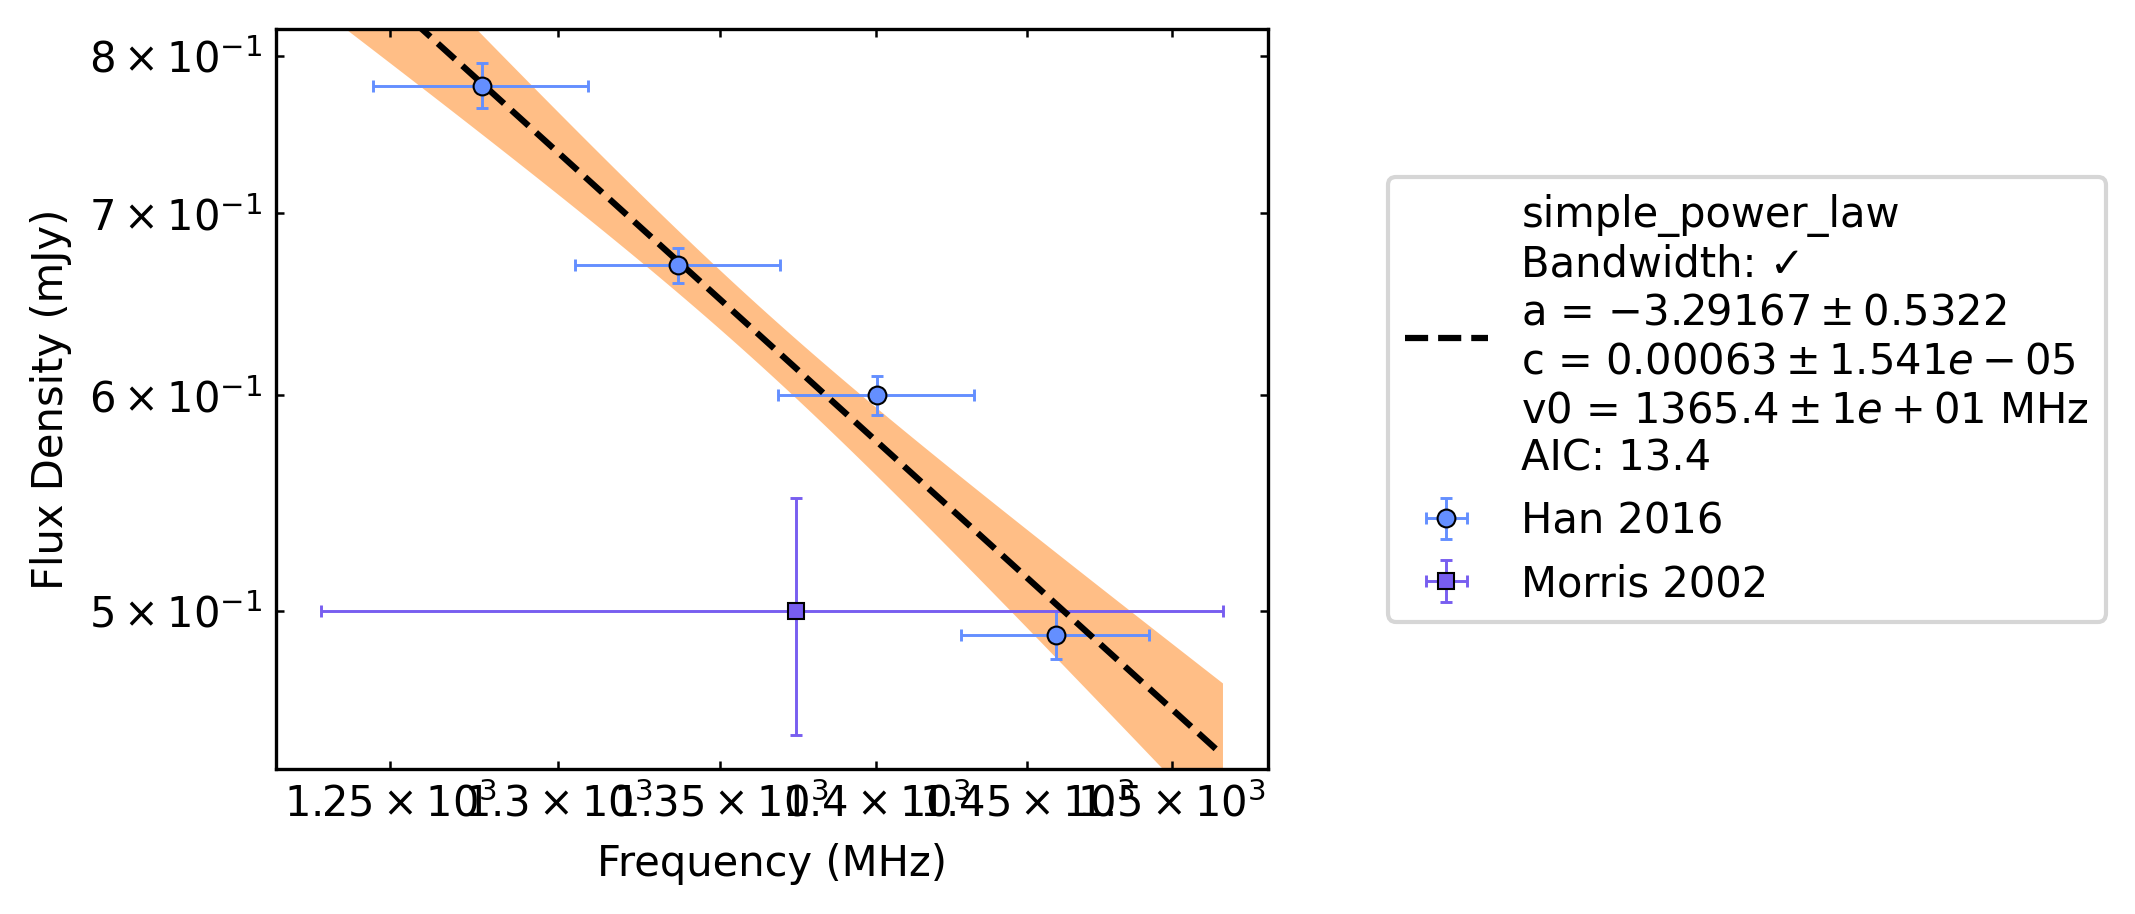 8 × 10⁻¹
7 × 10⁻¹
6 × 10⁻¹
5 × 10⁻¹
Flux Density (mJy)
1.25 × 10³ 1.3 × 10³ 1.35 × 10³ 1.4 × 10³ 1.45 × 10³ 1.5 × 10³
Frequency (MHz)
simple_power_law
Bandwidth: ✓
a = −3.29167 ± 0.5322
c = 0.00063 ± 1.541e − 05
v0 = 1365.4 ± 1e + 01 MHz
AIC: 13.4
Han 2016
Morris 2002